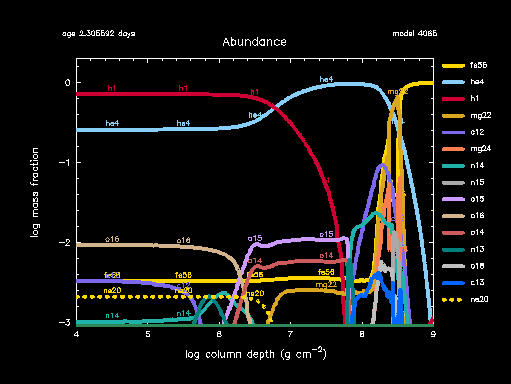 age 2.305592 days
model 4065
Abundance
log mass fraction
0
−1
−2
−3
4
5
6
7
8
9
log column depth (g cm⁻²)
h1
h1
he4
he4
he4
he4
h1
mg22
o16
o16
o15
o15
o14
o14
fe56
fe56
fe56
fe56
mg22
ne20
ne20
ne20
n14
n14
fe56
he4
h1
mg22
c12
mg24
n14
n15
o15
o16
o14
n13
o18
c13
ne20